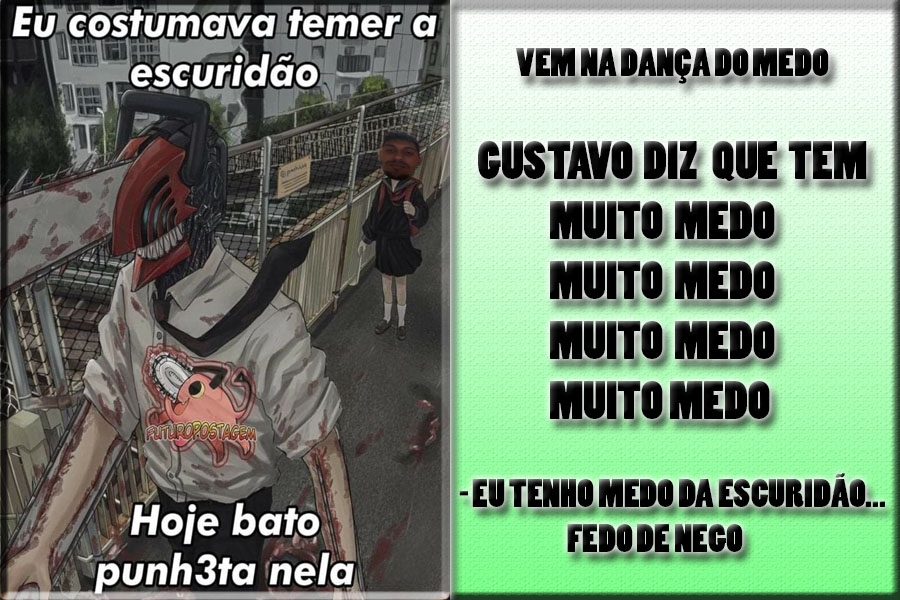 Eu costumava temer a
escuridão
FUTUROPOSTAGEM
Hoje bato
punh3ta nela
VEM NA DANÇA DO MEDO
GUSTAVO DIZ QUE TEM
MUITO MEDO
MUITO MEDO
MUITO MEDO
MUITO MEDO
- EU TENHO MEDO DA ESCURIDÃO...
FEDO DE NEGO